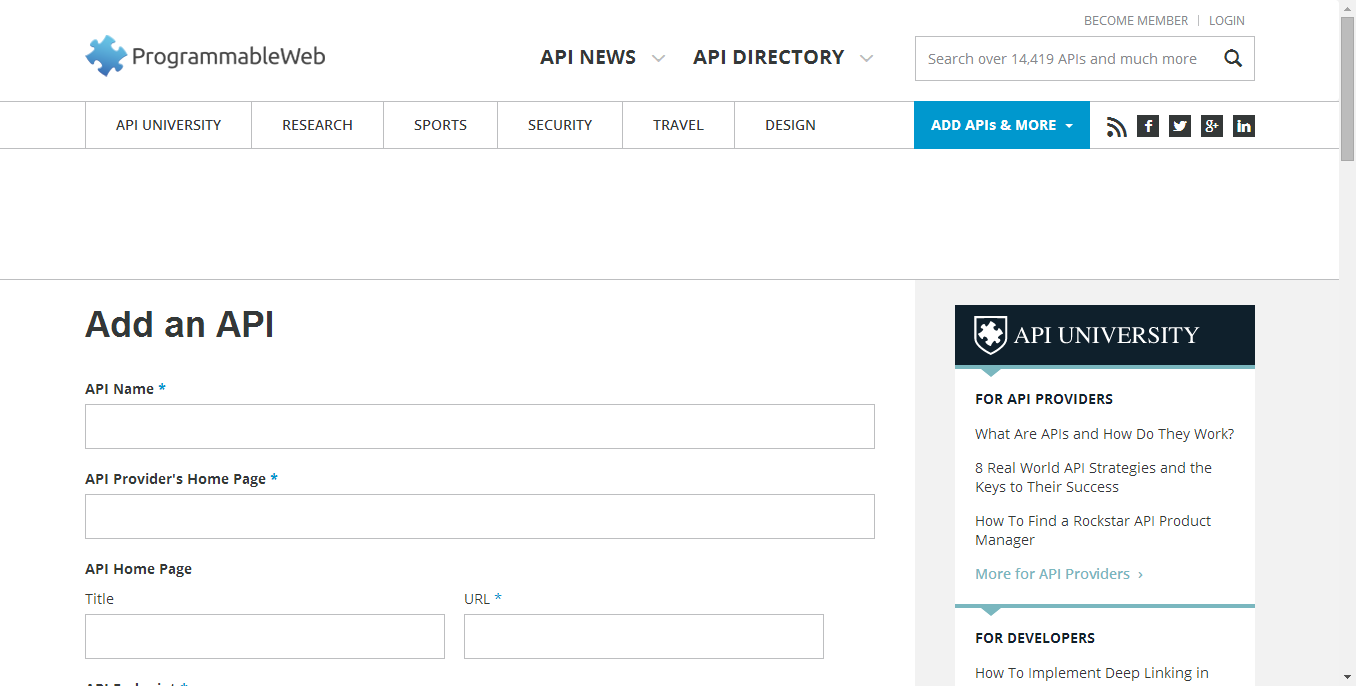 BECOME MEMBER | LOGIN
ProgrammableWeb
API NEWS
API DIRECTORY
Search over 14,419 APIs and much more
API UNIVERSITY
RESEARCH
SPORTS
SECURITY
TRAVEL
DESIGN
ADD APIs & MORE
Add an API
API Name *
API Provider's Home Page *
API Home Page
Title
URL *
API Endpoint *
API UNIVERSITY
FOR API PROVIDERS
What Are APIs and How Do They Work?
8 Real World API Strategies and the
Keys to Their Success
How To Find a Rockstar API Product
Manager
More for API Providers ›
FOR DEVELOPERS
How To Implement Deep Linking in